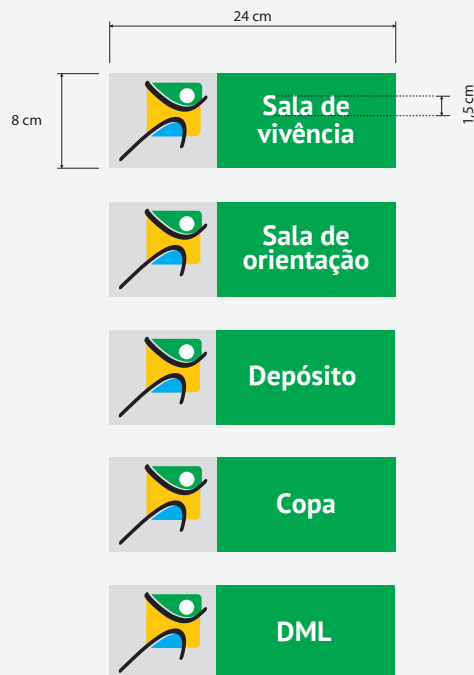 24 cm
8 cm
1,5 cm
Sala de
vivência
Sala de
orientação
Depósito
Copa
DML